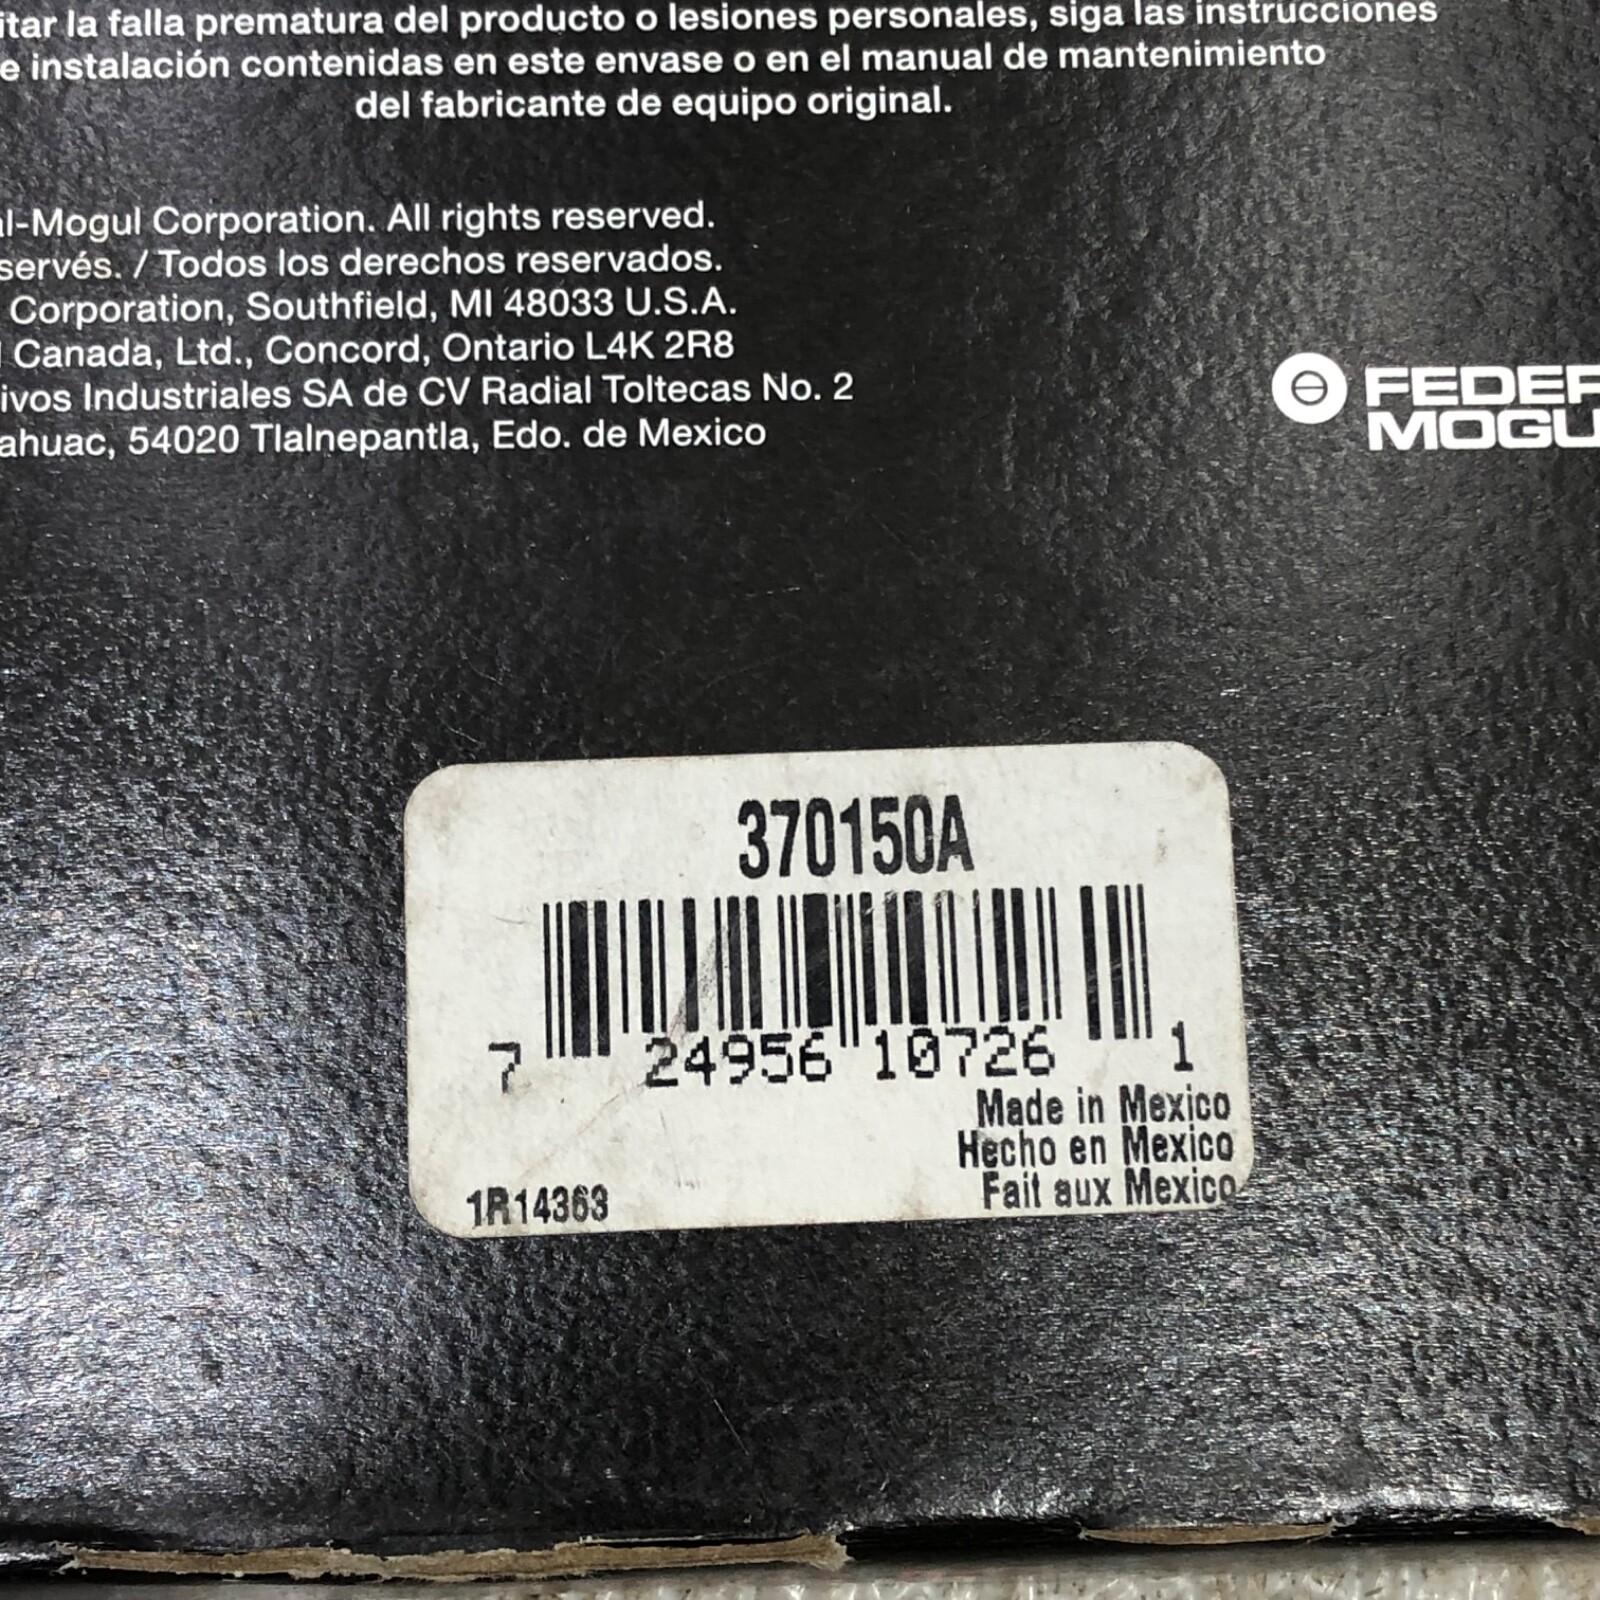 itar la falla prematura del producto o lesiones personales, siga las instrucciones
e instalación contenidas en este envase o en el manual de mantenimiento
del fabricante de equipo original.
al-Mogul Corporation. All rights reserved.
servés. / Todos los derechos reservados.
Corporation, Southfield, MI 48033 U.S.A.
l Canada, Ltd., Concord, Ontario L4K 2R8
ivos Industriales SA de CV Radial Toltecas No. 2
ahuac, 54020 Tlalnepantla, Edo. de Mexico
FEDER
MOGU
370150A
7 24956 10726 1
Made in Mexico
Hecho en Mexico
Fait aux Mexico
1R14363